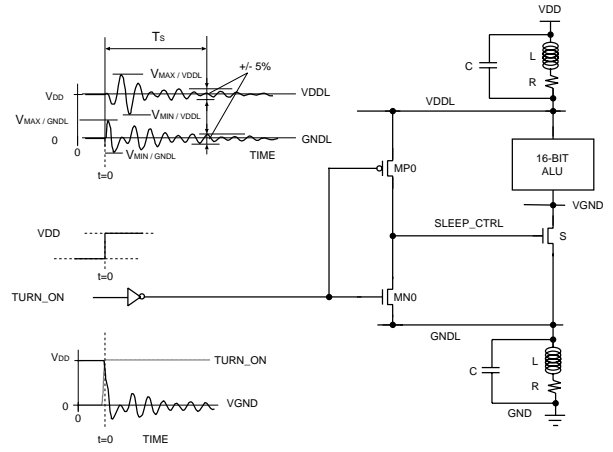 TS
+/- 5%
VMAX / VDDL
VDD
VDDL
VMAX / GNDL
VMIN / VDDL
0
GNDL
VMIN / GNDL
TIME
0
t=0
VDD
t=0
TURN_ON
VDD
TURN_ON
0
VGND
0
t=0
TIME
VDD
C
L
R
VDDL
16-BIT
ALU
MP0
VGND
SLEEP_CTRL
S
MN0
GNDL
C
L
R
GND